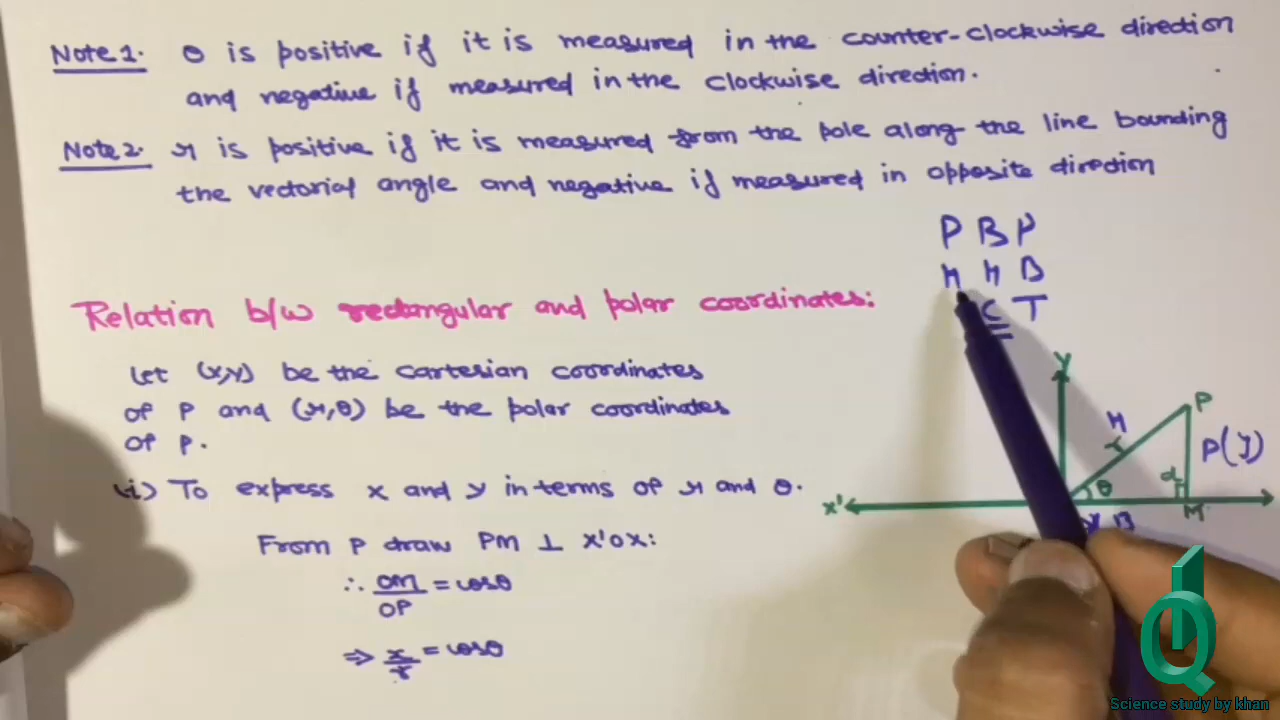 Note 1. θ is positive if it is measured in the counter-clockwise direction
and negative if measured in the clockwise direction.
Note 2. r is positive if it is measured from the pole along the line bounding
the vectorial angle and negative if measured in opposite direction
P B P
H H B
C T
Relation b/w rectangular and polar coordinates:
Let (x,y) be the cartesian coordinates
of P and (r,θ) be the polar coordinates
of P.
(i) To express x and y in terms of r and θ.
From P draw PM ⊥ x'ox:
∴ OM/OP = cosθ
⇒ x/r = cosθ
Y
P
H
r
P(y)
θ
x'
M
x B
Science study by khan